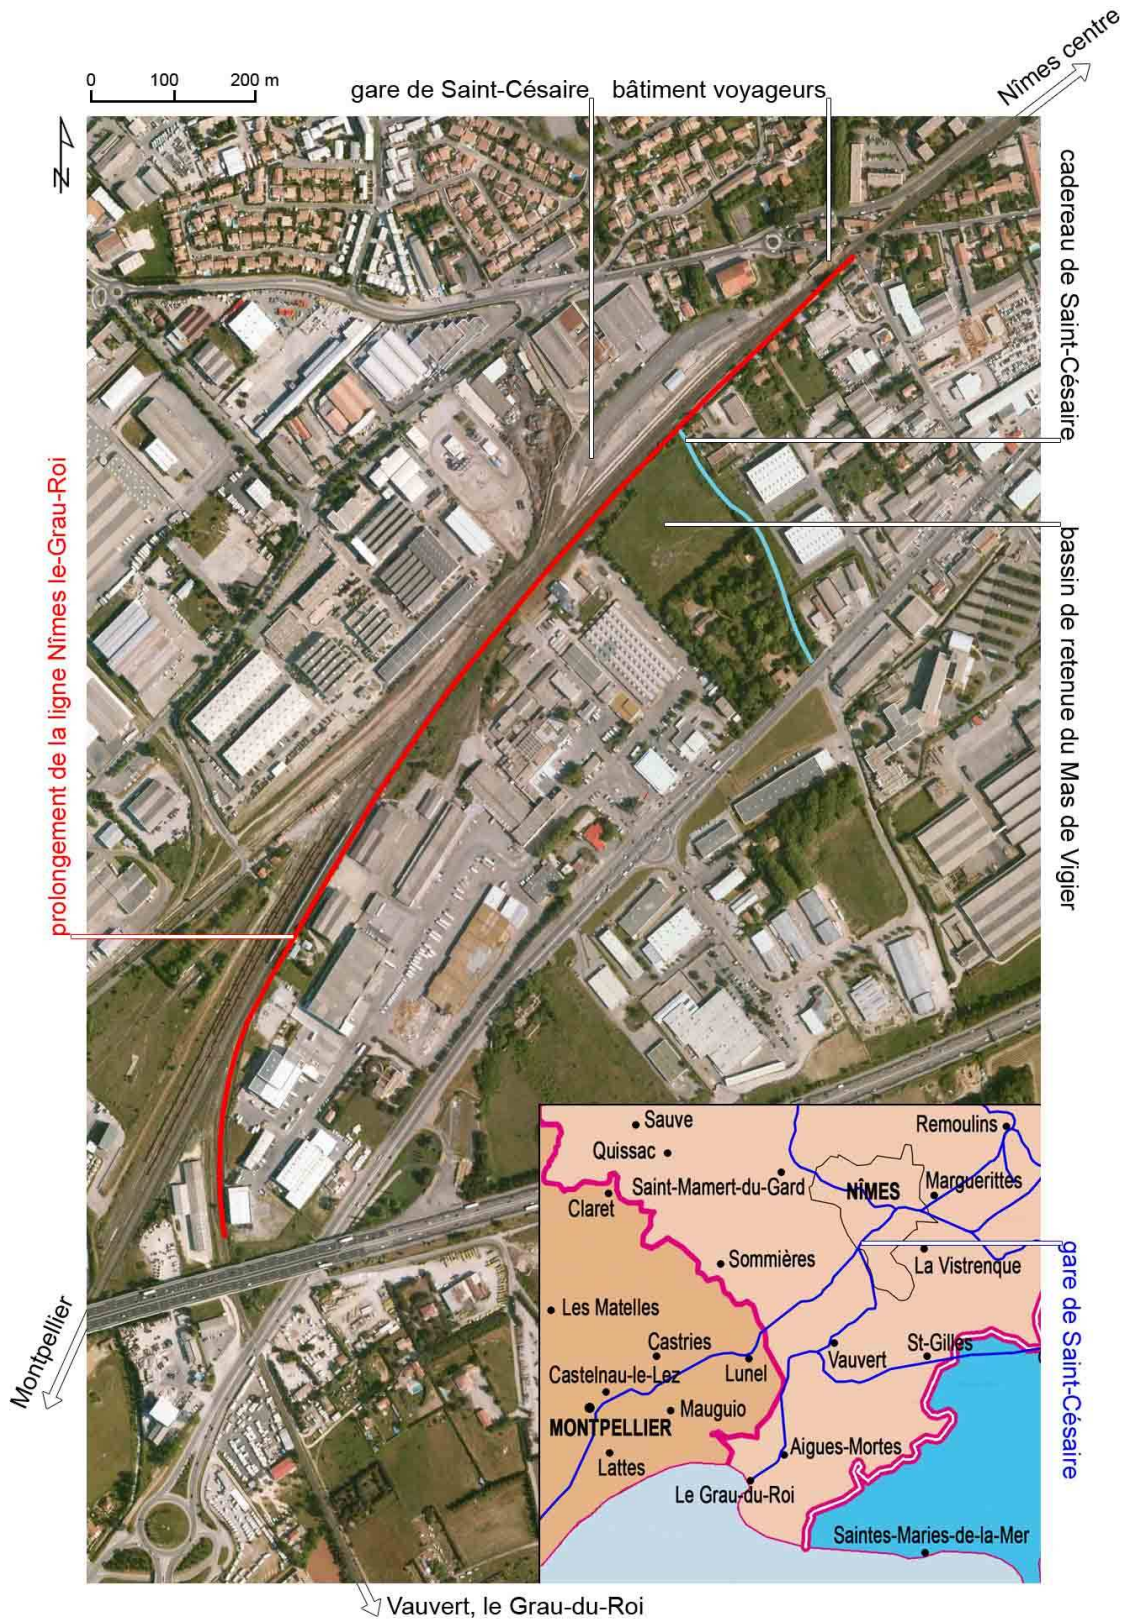 Nîmes centre
0 100 200 m
gare de Saint-Césaire
bâtiment voyageurs
N
cadereau de Saint-Césaire
prolongement de la ligne Nîmes le-Grau-Roi
bassin de retenue du Mas de Vigier
Sauve
Remoulins
Quissac
Saint-Mamert-du-Gard
NÎMES
Marguerittes
Claret
gare de Saint-Césaire
Sommières
La Vistrenque
Les Matelles
Castries
St-Gilles
Lunel
Vauvert
Castelnau-le-Lez
Mauguio
MONTPELLIER
Aigues-Mortes
Lattes
Le Grau-du-Roi
Saintes-Maries-de-la-Mer
Montpellier
Vauvert, le Grau-du-Roi